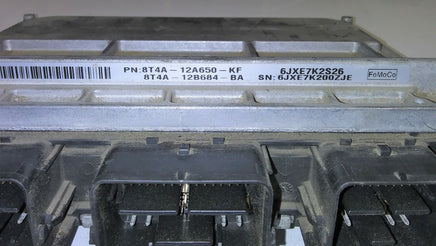 PN:8T4A-12A650-KF 6JXE7K2S26
8T4A-12B684-BA SN:6JXE7K200ZJE FoMoCo